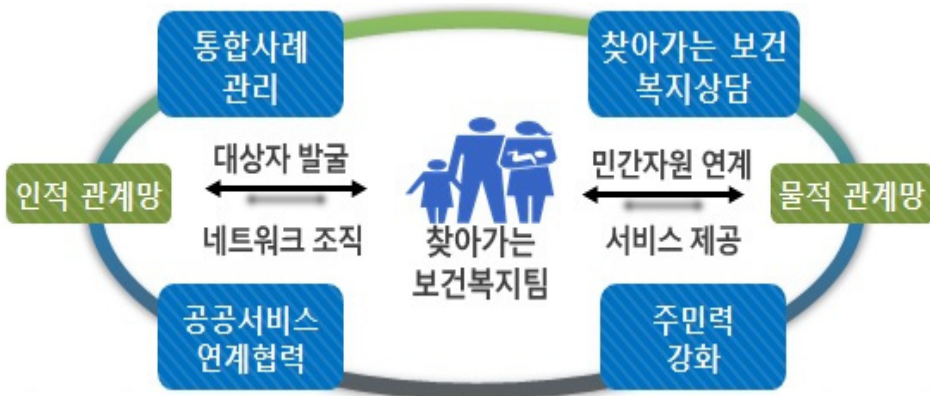 통합사례
관리
찾아가는 보건
복지상담
대상자 발굴
민간자원 연계
인적 관계망
물적 관계망
네트워크 조직
찾아가는
보건복지팀
서비스 제공
공공서비스
연계협력
주민력
강화